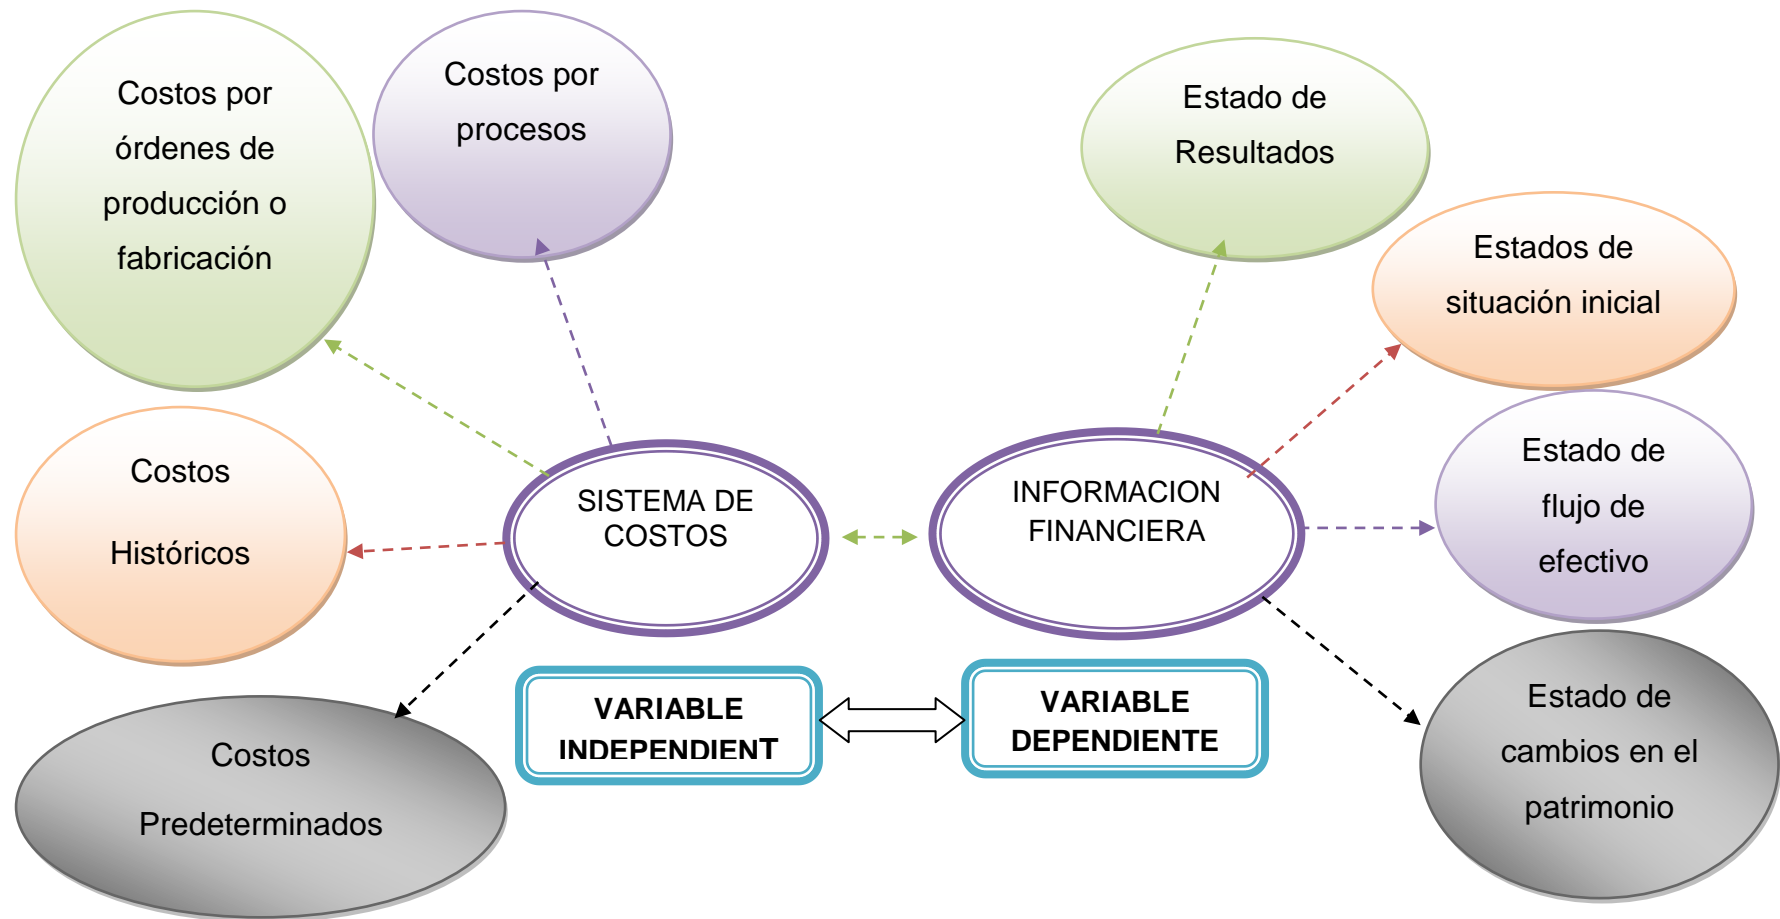 Costos por
órdenes de
producción o
fabricación
Costos por
procesos
Estado de
Resultados
Estados de
situación inicial
Costos
Históricos
SISTEMA DE
COSTOS
INFORMACION
FINANCIERA
Estado de
flujo de
efectivo
Costos
Predeterminados
VARIABLE
INDEPENDIENT
VARIABLE
DEPENDIENTE
Estado de
cambios en el
patrimonio